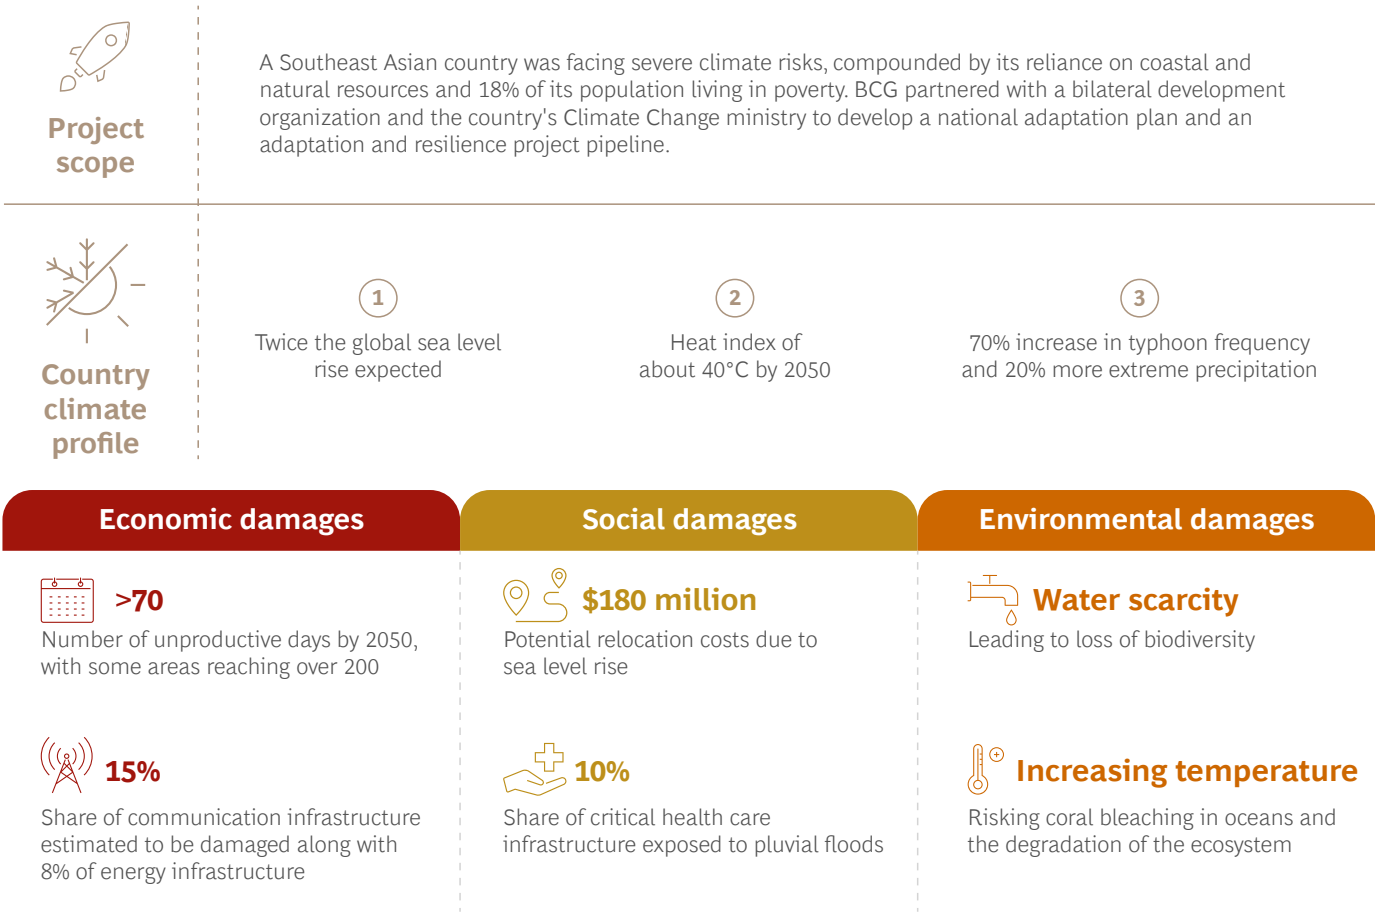 Project
scope
A Southeast Asian country was facing severe climate risks, compounded by its reliance on coastal and
natural resources and 18% of its population living in poverty. BCG partnered with a bilateral development
organization and the country's Climate Change ministry to develop a national adaptation plan and an
adaptation and resilience project pipeline.
Country
climate
profile
1
Twice the global sea level
rise expected
2
Heat index of
about 40°C by 2050
3
70% increase in typhoon frequency
and 20% more extreme precipitation
Economic damages
>70
Number of unproductive days by 2050,
with some areas reaching over 200
15%
Share of communication infrastructure
estimated to be damaged along with
8% of energy infrastructure
Social damages
$180 million
Potential relocation costs due to
sea level rise
10%
Share of critical health care
infrastructure exposed to pluvial floods
Environmental damages
Water scarcity
Leading to loss of biodiversity
Increasing temperature
Risking coral bleaching in oceans and
the degradation of the ecosystem